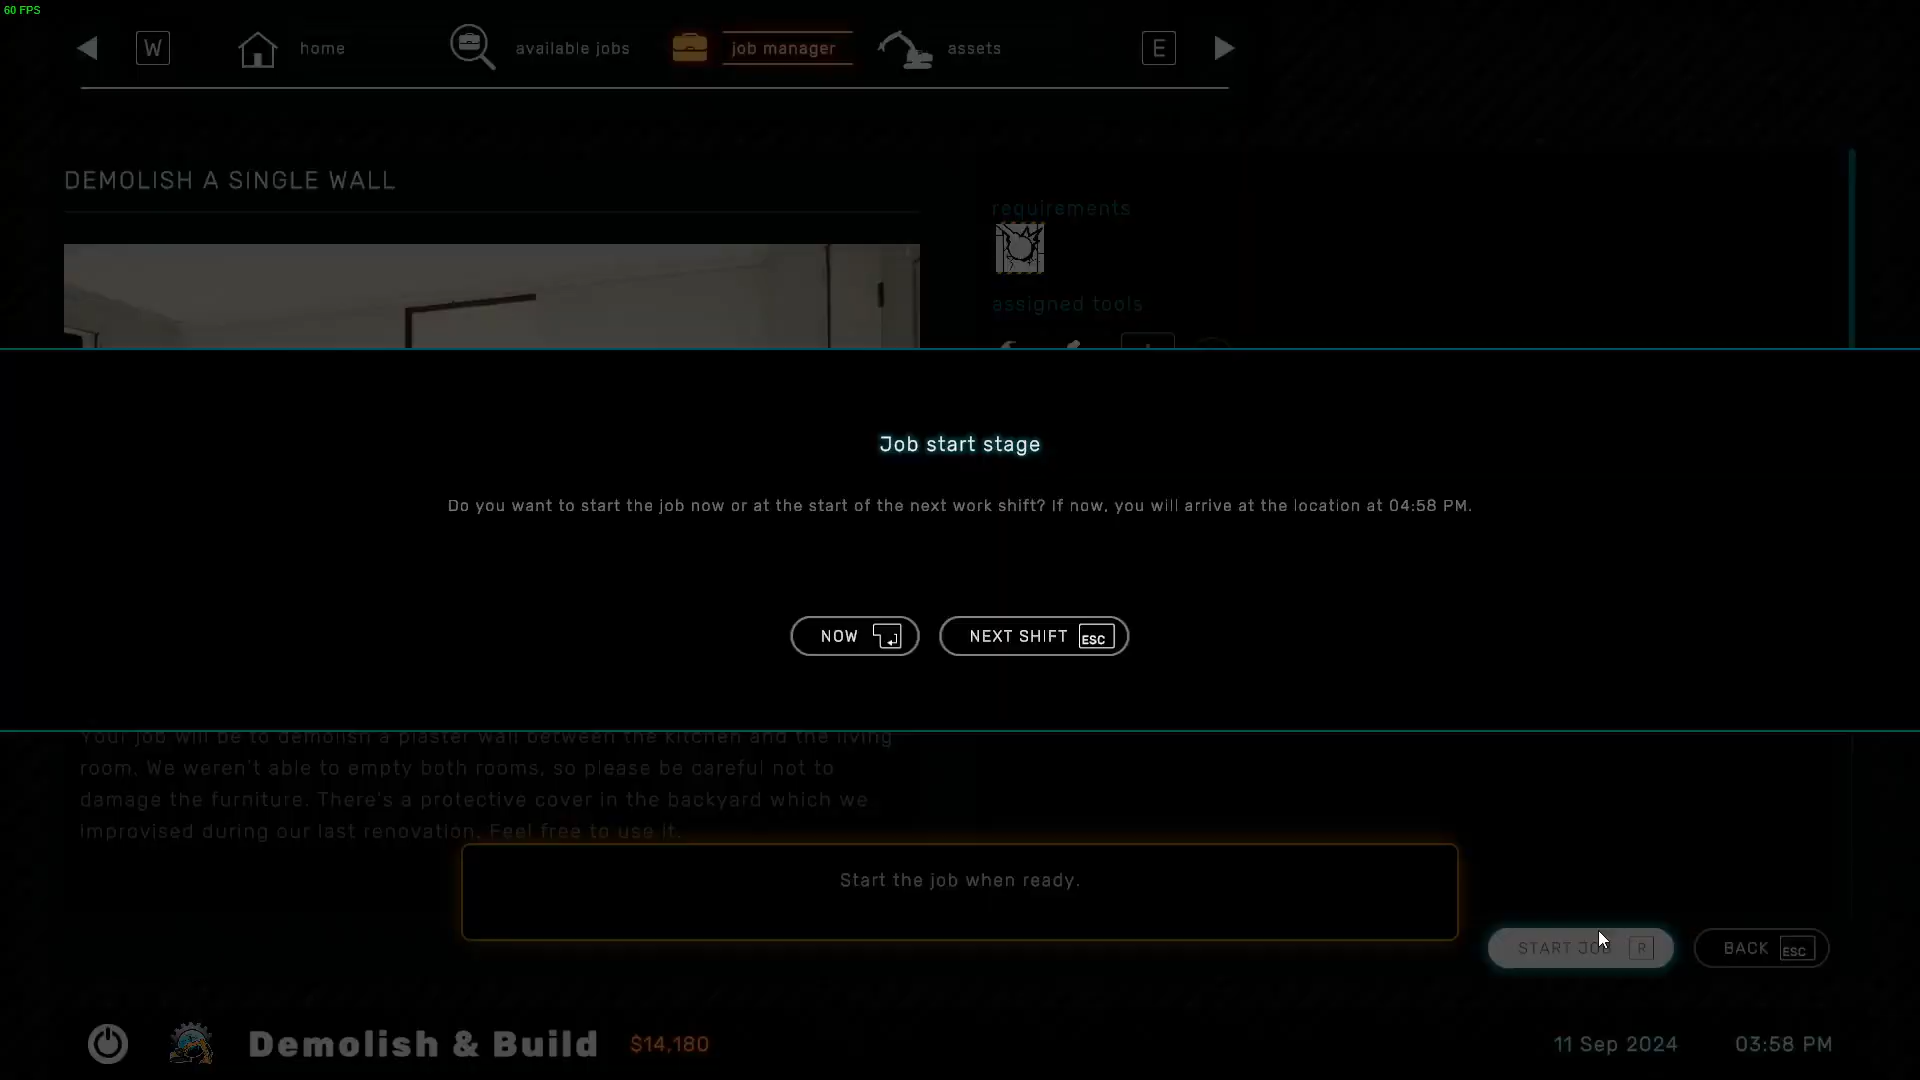 60 FPS
W
home
available jobs
job manager
assets
E
DEMOLISH A SINGLE WALL
requirements
assigned tools
Job start stage
Do you want to start the job now or at the start of the next work shift? If now, you will arrive at the location at 04:58 PM.
NOW
NEXT SHIFT ESC
Your job will be to demolish a plaster wall between the kitchen and the living
room. We weren't able to empty both rooms, so please be careful not to
damage the furniture. There's a protective cover in the backyard which we
improvised during our last renovation. Feel free to use it.
Start the job when ready.
START JOB R
BACK ESC
Demolish & Build
$14,180
11 Sep 2024
03:58 PM